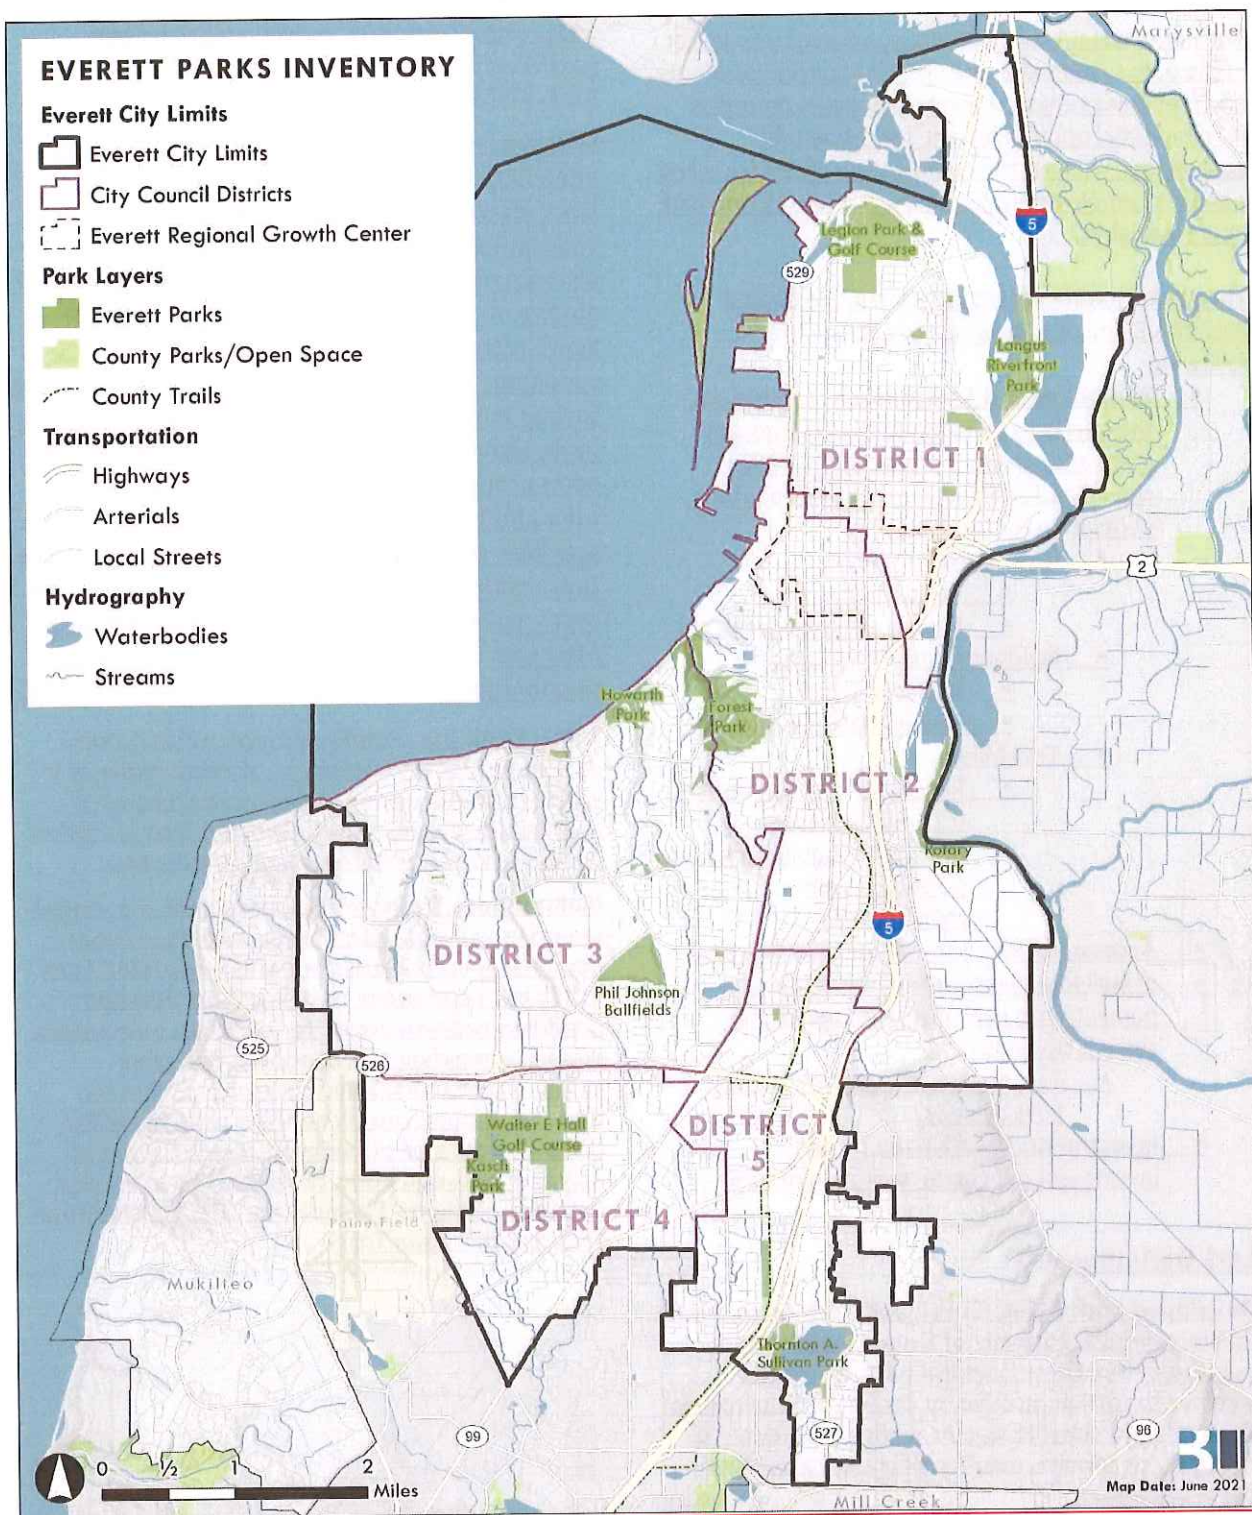 EVERETT PARKS INVENTORY
Everett City Limits
Everett City Limits
City Council Districts
Everett Regional Growth Center
Park Layers
Everett Parks
County Parks/Open Space
County Trails
Transportation
Highways
Arterials
Local Streets
Hydrography
Waterbodies
Streams
Marysville
5
Legion Park &
Golf Course
529
Langus
Riverfront
Park
DISTRICT 1
2
Howarth
Park
Forest
Park
DISTRICT 2
Rotary
Park
5
DISTRICT 3
Phil Johnson
Ballfields
525
526
Walter E Hall
Golf Course
Kasch
Park
DISTRICT
5
DISTRICT 4
Paine Field
Mukilteo
Thornton A.
Sullivan Park
99
527
96
0 ½ 1 2
Miles
Mill Creek
Map Date: June 2021